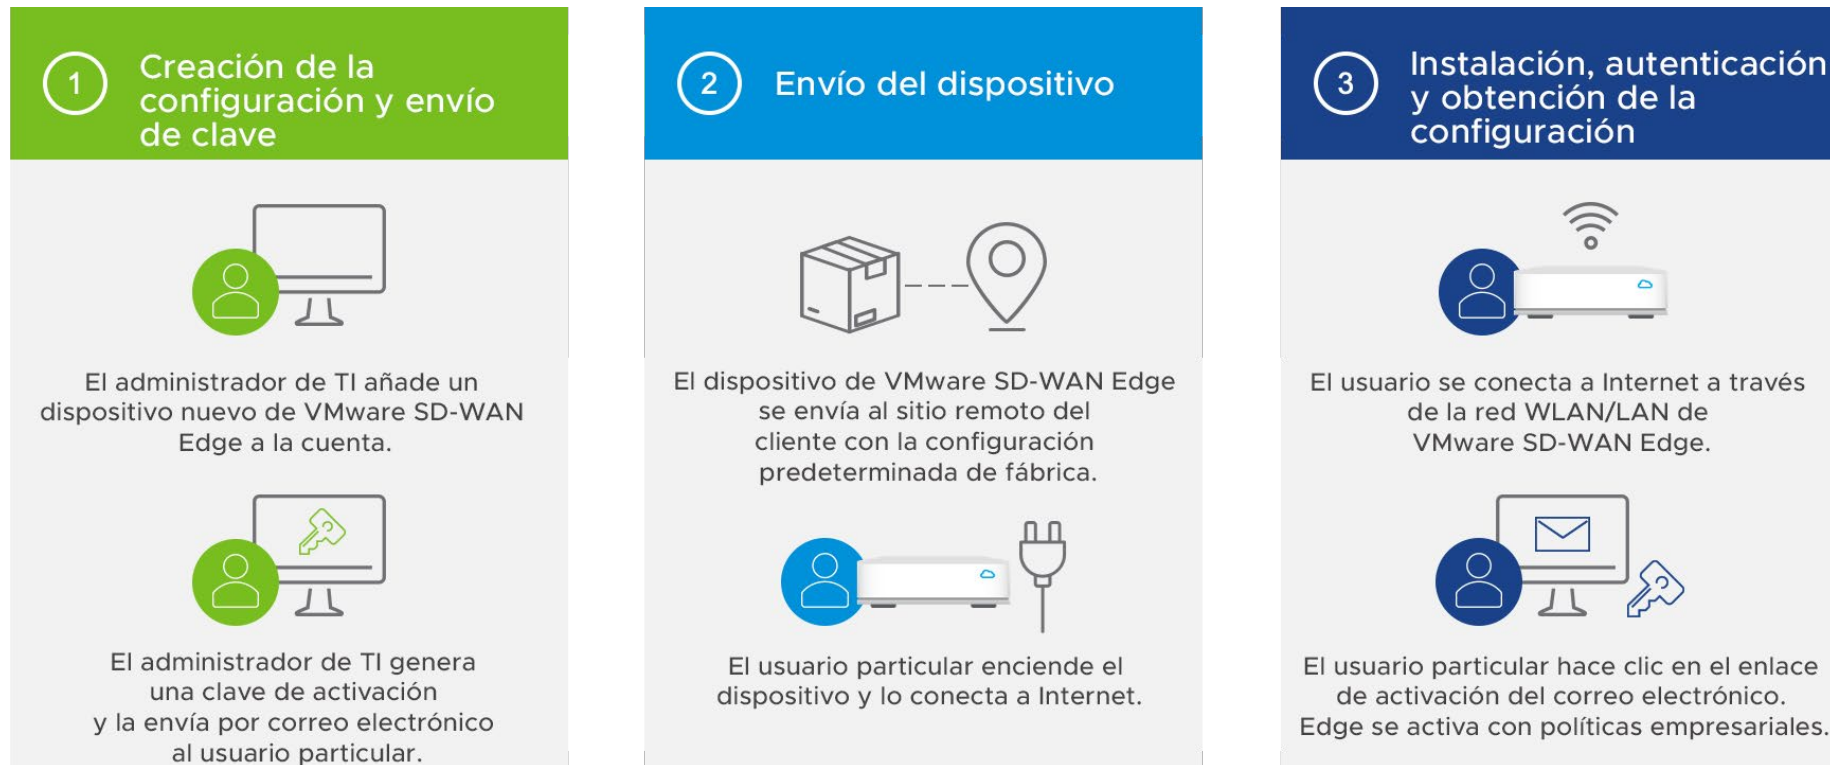 1
Creación de la
configuración y envío
de clave
El administrador de TI añade un
dispositivo nuevo de VMware SD-WAN
Edge a la cuenta.
El administrador de TI genera
una clave de activación
y la envía por correo electrónico
al usuario particular.
2
Envío del dispositivo
El dispositivo de VMware SD-WAN Edge
se envía al sitio remoto del
cliente con la configuración
predeterminada de fábrica.
El usuario particular enciende el
dispositivo y lo conecta a Internet.
3
Instalación, autenticación
y obtención de la
configuración
El usuario se conecta a Internet a través
de la red WLAN/LAN de
VMware SD-WAN Edge.
El usuario particular hace clic en el enlace
de activación del correo electrónico.
Edge se activa con políticas empresariales.